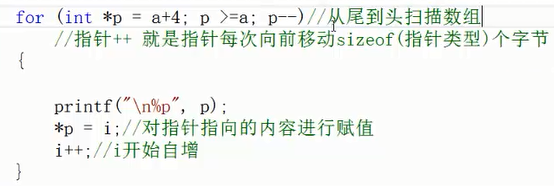 for (int *p = a+4; p >=a; p--)//从尾到头扫描数组
//指针++ 就是指针每次向前移动sizeof(指针类型)个字节
{
printf("\n%p", p);
*p = i;//对指针指向的内容进行赋值
i++;//i开始自增
}